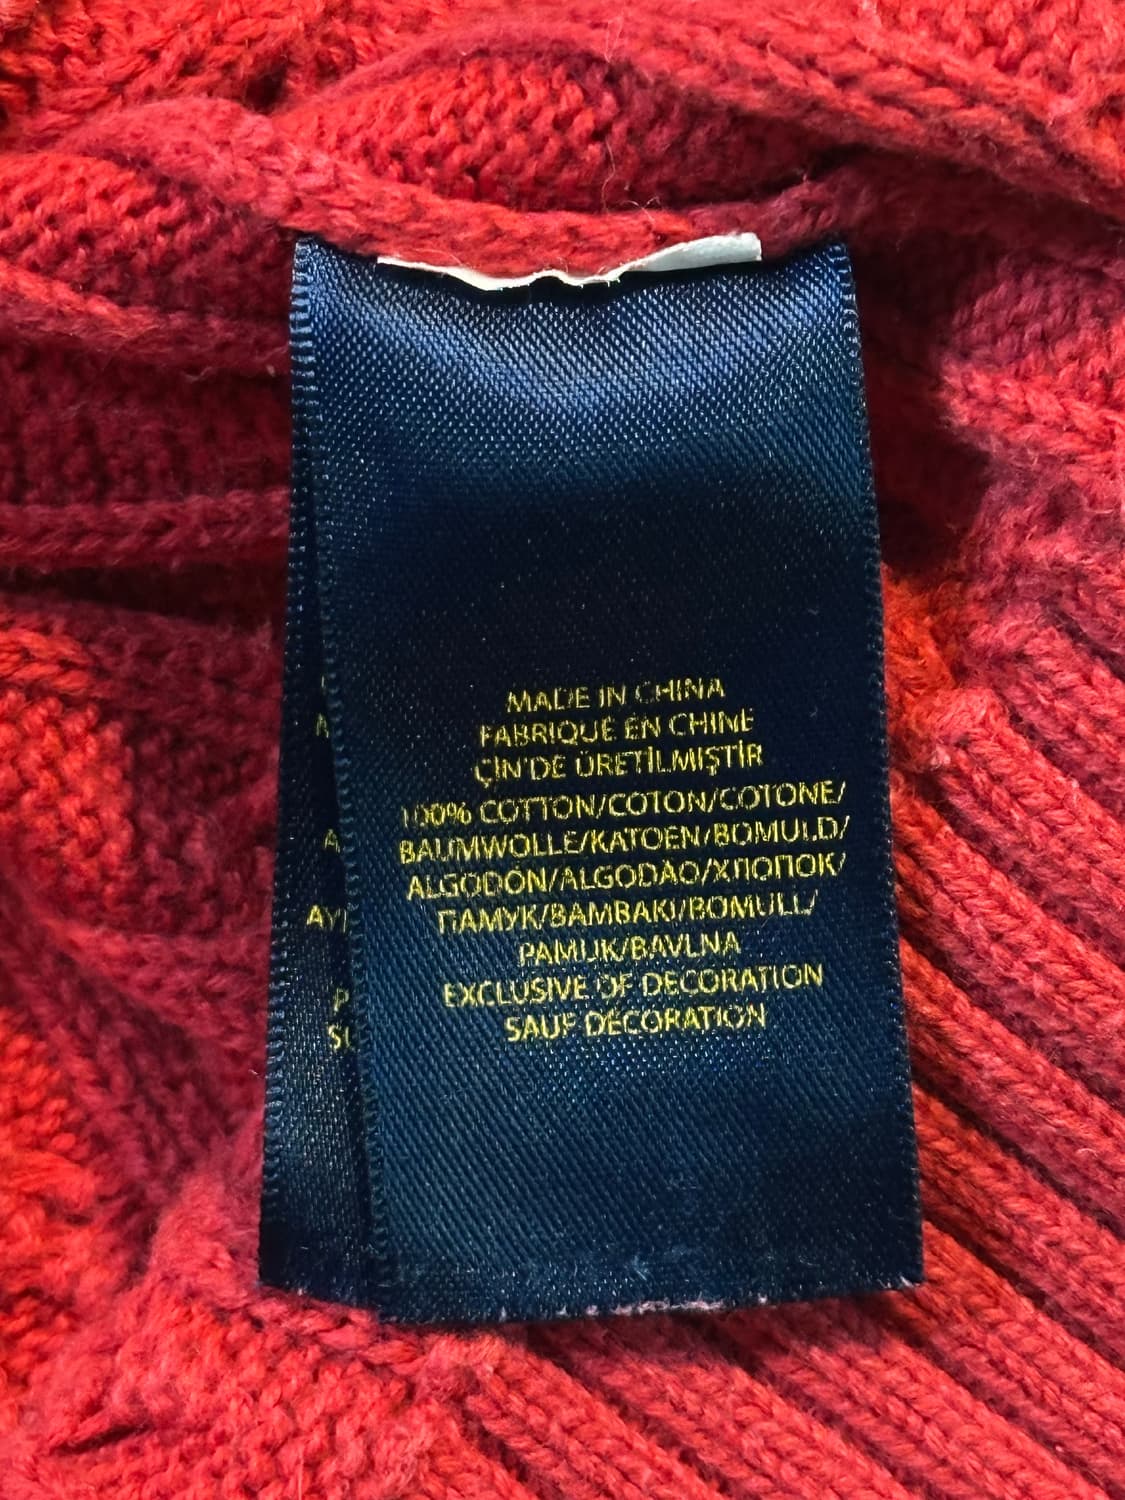 MADE IN CHINA
FABRIQUÉ EN CHINE
ÇİN'DE ÜRETİLMİŞTİR
100% COTTON/COTON/COTONE/
BAUMWOLLE/KATOEN/BOMULD/
ALGODÓN/ALGODÃO/ХЛОПОК/
ПАМУК/ΒΑΜΒΑΚΙ/BOMULL/
PAMUK/BAVLNA
EXCLUSIVE OF DECORATION
SAUF DÉCORATION